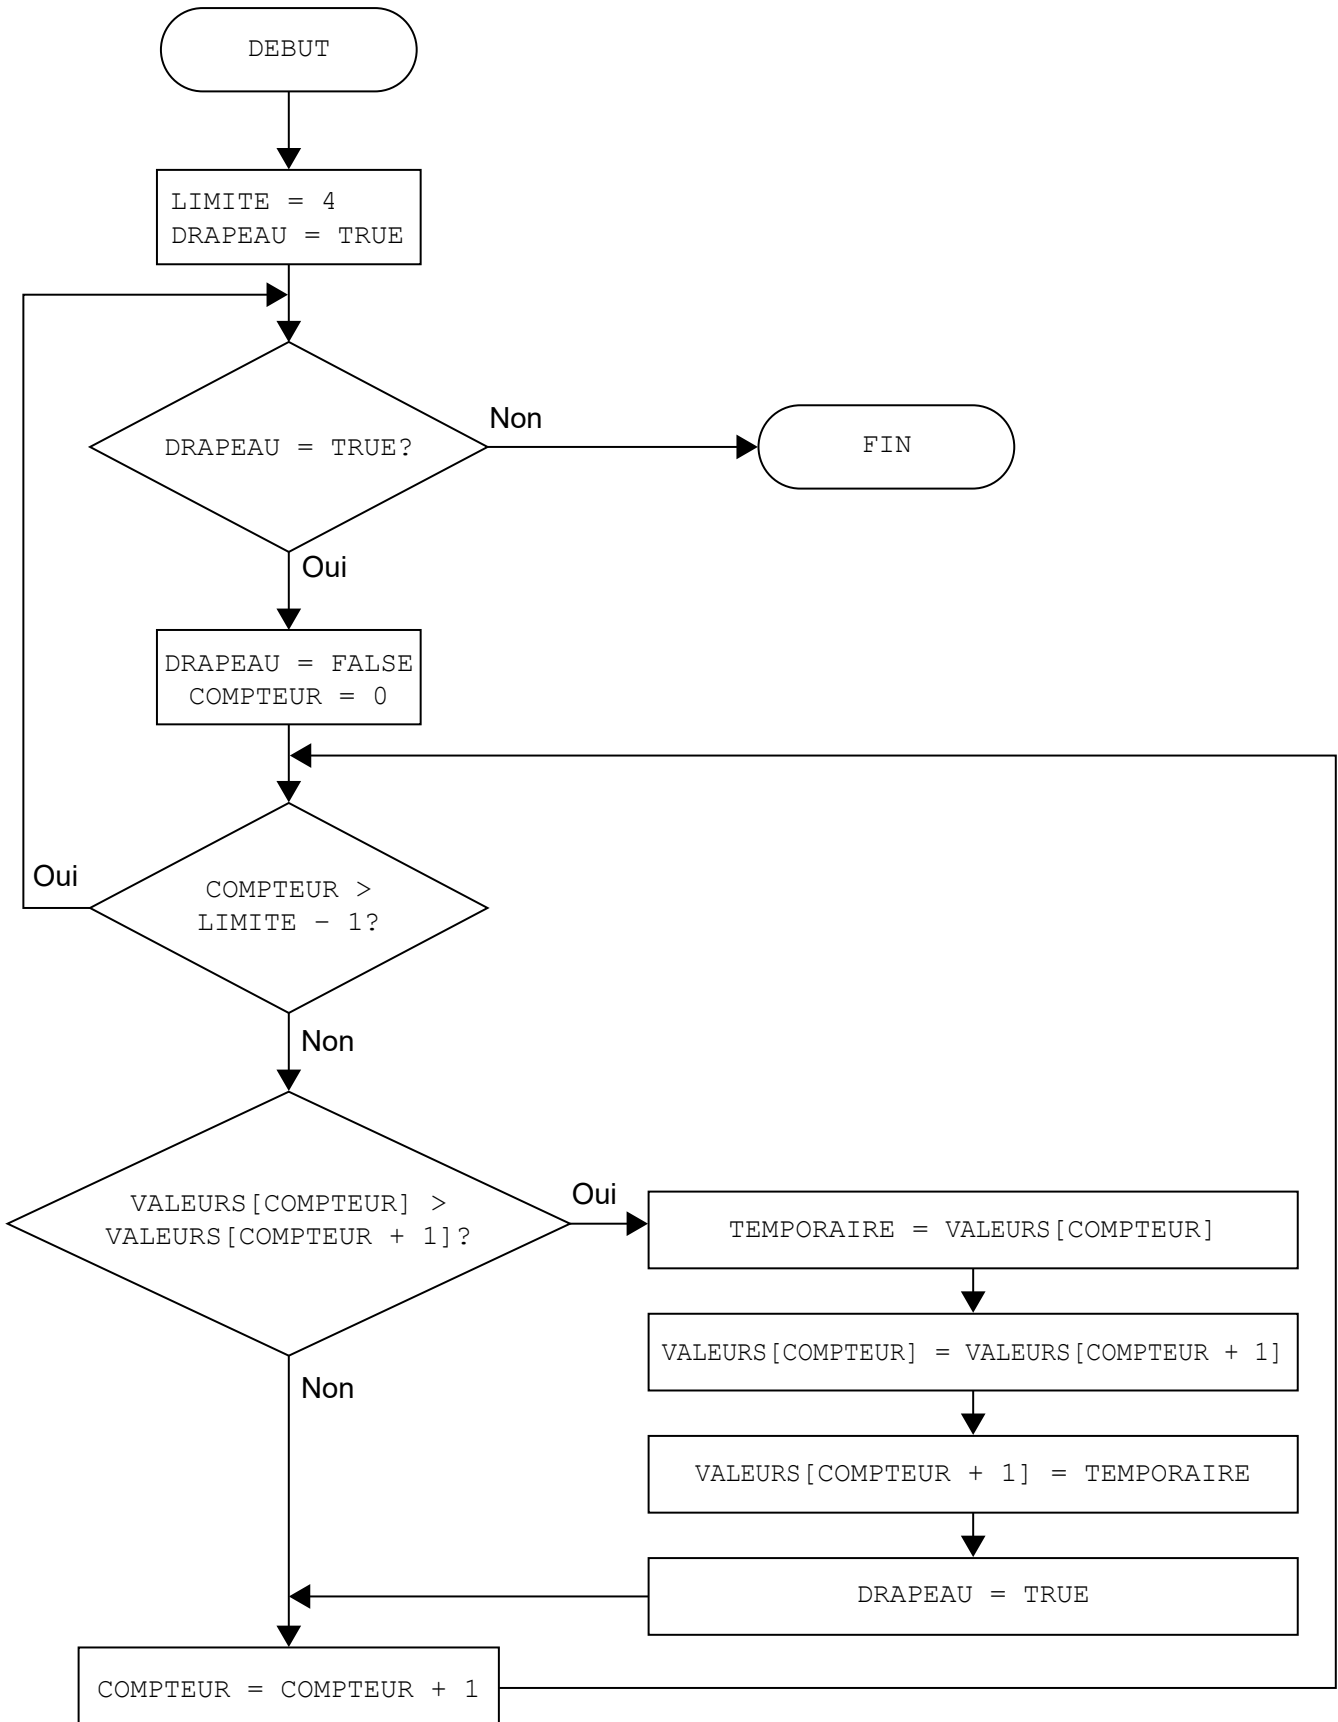 DEBUT
LIMITE = 4
DRAPEAU = TRUE
DRAPEAU = TRUE?
Non
FIN
Oui
DRAPEAU = FALSE
COMPTEUR = 0
Oui
COMPTEUR >
LIMITE – 1?
Non
VALEURS[COMPTEUR] >
VALEURS[COMPTEUR + 1]?
Oui
TEMPORAIRE = VALEURS[COMPTEUR]
VALEURS[COMPTEUR] = VALEURS[COMPTEUR + 1]
Non
VALEURS[COMPTEUR + 1] = TEMPORAIRE
DRAPEAU = TRUE
COMPTEUR = COMPTEUR + 1